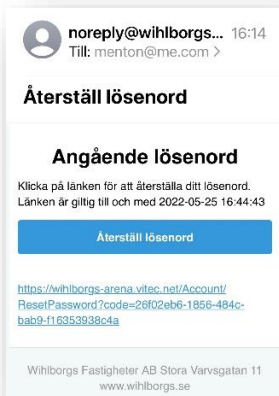 noreply@wihlborgs... 16:14
Till: menton@me.com >
Återställ lösenord
Angående lösenord
Klicka på länken för att återställa ditt lösenord.
Länken är giltig till och med 2022-05-25 16:44:43
Återställ lösenord
https://wihlborgs-arena.vitec.net/Account/
ResetPassword?code=26f02eb6-1856-484c-
bab9-f16353938c4a
Wihlborgs Fastigheter AB Stora Varvsgatan 11
www.wihlborgs.se